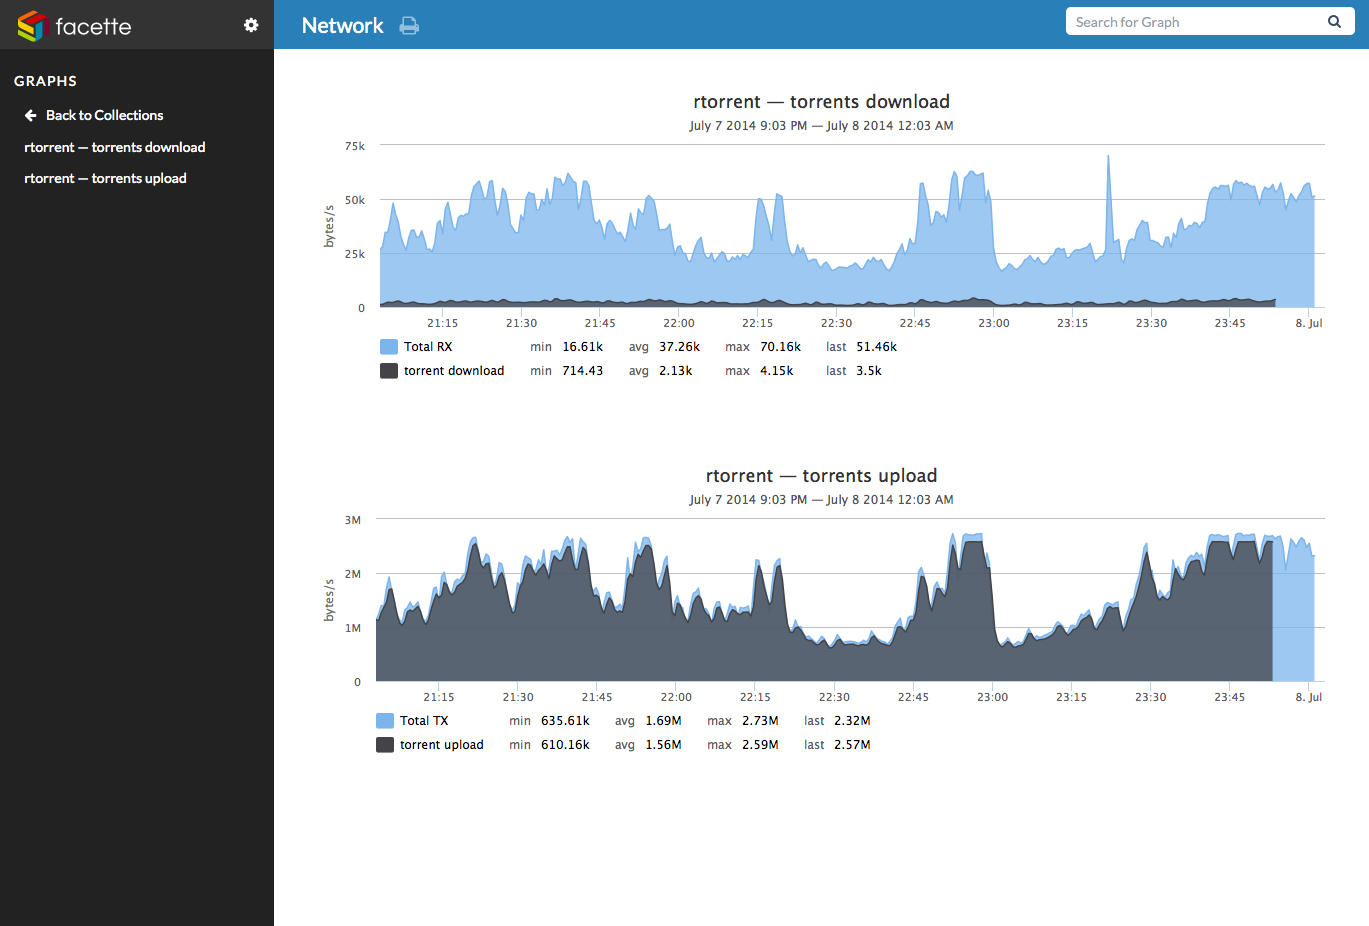 facette
Network
Search for Graph
GRAPHS
Back to Collections
rtorrent — torrents download
rtorrent — torrents upload
rtorrent — torrents download
July 7 2014 9:03 PM — July 8 2014 12:03 AM
75k
50k
25k
0
bytes/s
21:15 21:30 21:45 22:00 22:15 22:30 22:45 23:00 23:15 23:30 23:45 8. Jul
Total RX min 16.61k avg 37.26k max 70.16k last 51.46k
torrent download min 714.43 avg 2.13k max 4.15k last 3.5k
rtorrent — torrents upload
July 7 2014 9:03 PM — July 8 2014 12:03 AM
3M
2M
1M
0
bytes/s
21:15 21:30 21:45 22:00 22:15 22:30 22:45 23:00 23:15 23:30 23:45 8. Jul
Total TX min 635.61k avg 1.69M max 2.73M last 2.32M
torrent upload min 610.16k avg 1.56M max 2.59M last 2.57M